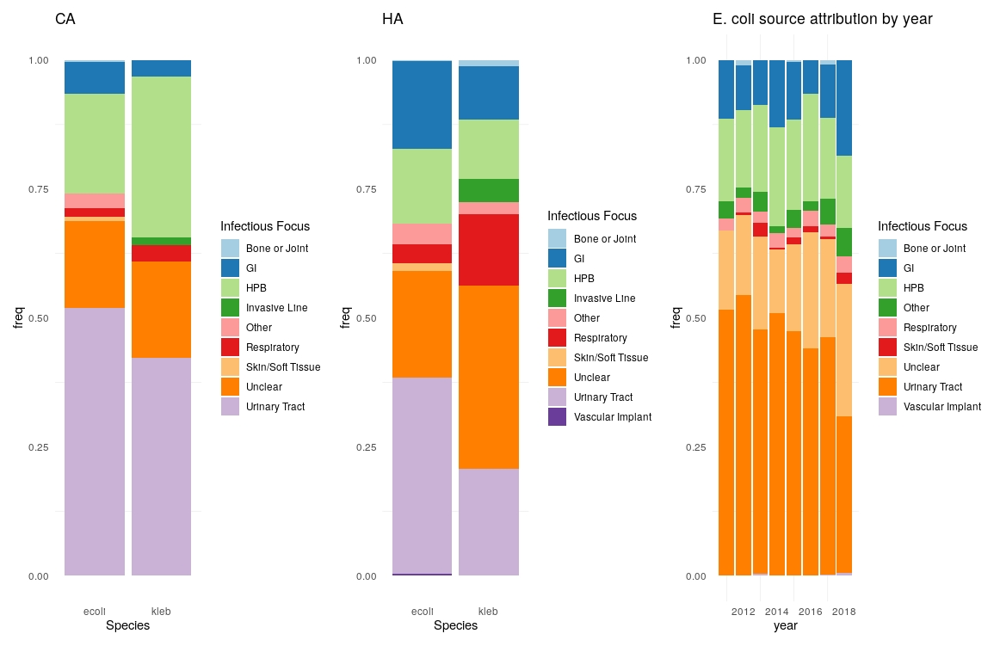 CA
1.00
0.75
0.50
0.25
0.00
freq
ecoli
kleb
Species
Infectious Focus
Bone or Joint
GI
HPB
Invasive Line
Other
Respiratory
Skin/Soft Tissue
Unclear
Urinary Tract
HA
1.00
0.75
0.50
0.25
0.00
freq
ecoli
kleb
Species
Infectious Focus
Bone or Joint
GI
HPB
Invasive Line
Other
Respiratory
Skin/Soft Tissue
Unclear
Urinary Tract
Vascular Implant
E. coli source attribution by year
1.00
0.75
0.50
0.25
0.00
freq
2012
2014
2016
2018
year
Infectious Focus
Bone or Joint
GI
HPB
Other
Respiratory
Skin/Soft Tissue
Unclear
Urinary Tract
Vascular Implant